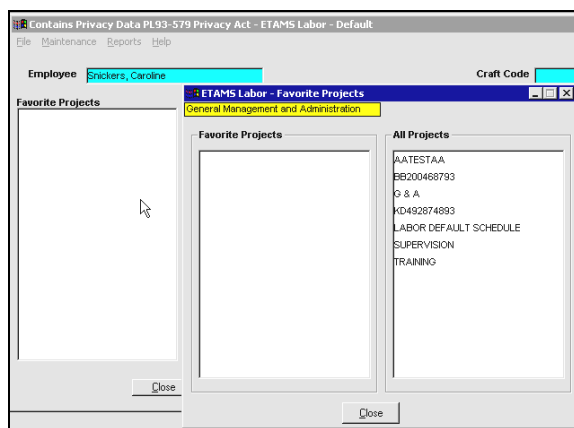 Contains Privacy Data PL93-579 Privacy Act - ETAMS Labor - Default
File Maintenance Reports Help
Employee Snickers, Caroline Craft Code
Favorite Projects
ETAMS Labor - Favorite Projects
General Management and Administration
Favorite Projects All Projects
AATESTAA
BB200468793
G & A
KD492874893
LABOR DEFAULT SCHEDULE
SUPERVISION
TRAINING
Close
Close